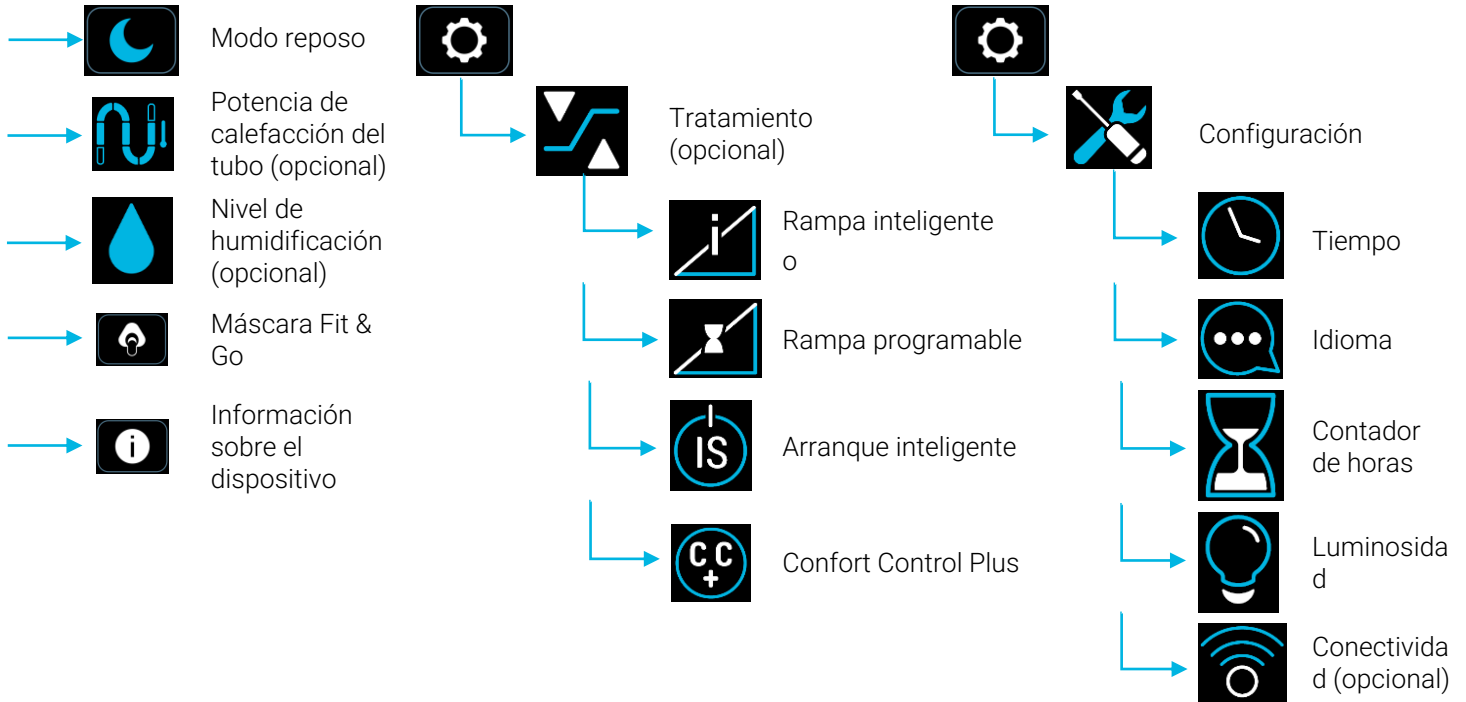 Modo reposo
Potencia de
calefacción del
tubo (opcional)
Nivel de
humidificación
(opcional)
Máscara Fit &
Go
i
Información
sobre el
dispositivo
Tratamiento
(opcional)
i
Rampa inteligente
o
Rampa programable
IS
Arranque inteligente
CC
+
Confort Control Plus
Configuración
Tiempo
Idioma
Contador
de horas
Luminosida
d
Conectivida
d (opcional)